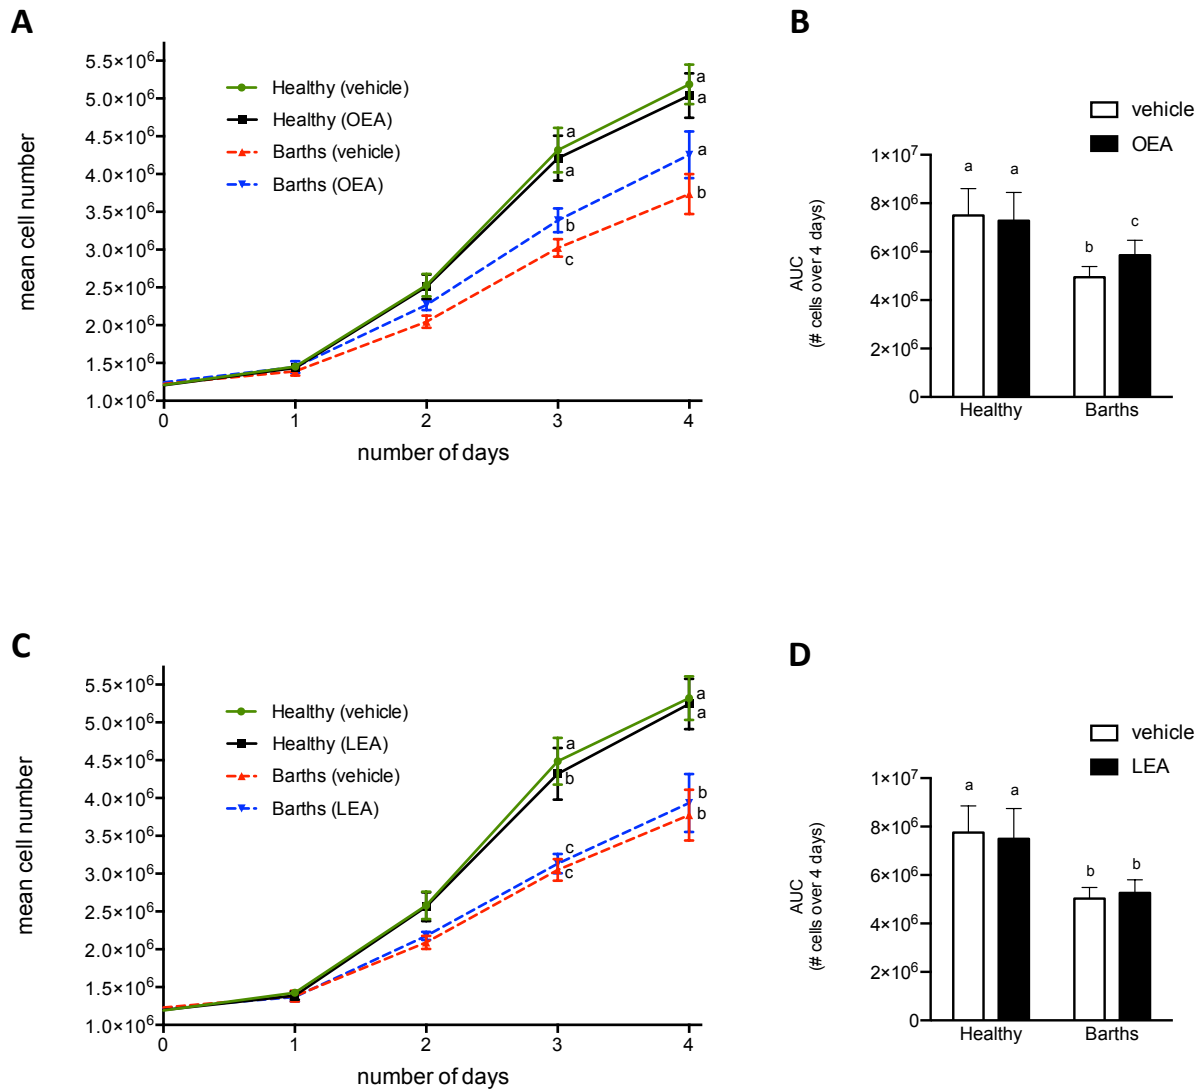 A
mean cell number
5.5×10⁶
5.0×10⁶
4.5×10⁶
4.0×10⁶
3.5×10⁶
3.0×10⁶
2.5×10⁶
2.0×10⁶
1.5×10⁶
1.0×10⁶
Healthy (vehicle)
Healthy (OEA)
Barths (vehicle)
Barths (OEA)
a
a
b
c
a
a
a
b
0 1 2 3 4
number of days
B
vehicle
OEA
AUC
(# cells over 4 days)
1×10⁷
8×10⁶
6×10⁶
4×10⁶
2×10⁶
0
a a b c
Healthy Barths
C
mean cell number
5.5×10⁶
5.0×10⁶
4.5×10⁶
4.0×10⁶
3.5×10⁶
3.0×10⁶
2.5×10⁶
2.0×10⁶
1.5×10⁶
1.0×10⁶
Healthy (vehicle)
Healthy (LEA)
Barths (vehicle)
Barths (LEA)
a
b
c
c
a
a
b
b
0 1 2 3 4
number of days
D
vehicle
LEA
AUC
(# cells over 4 days)
1×10⁷
8×10⁶
6×10⁶
4×10⁶
2×10⁶
0
a a b b
Healthy Barths